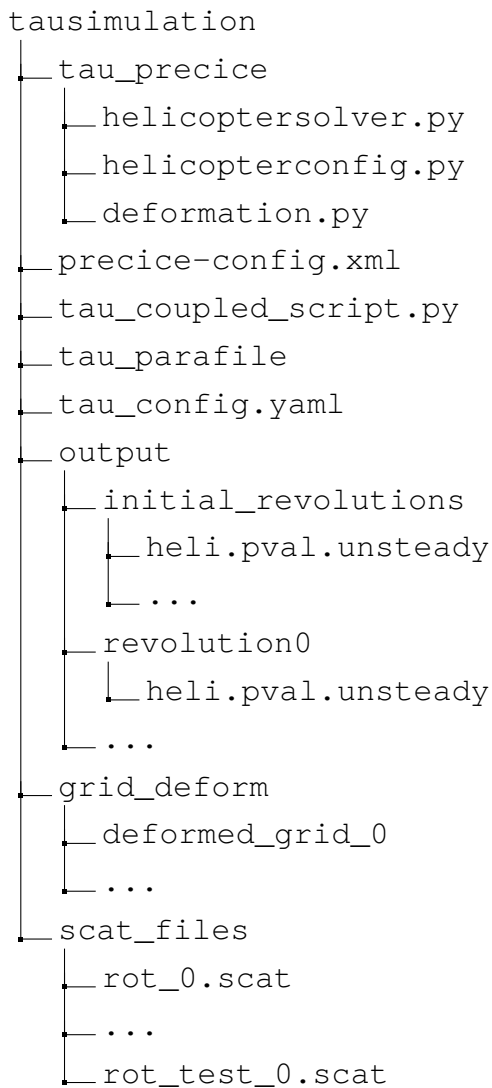 tausimulation
tau_precice
helicoptersolver.py
helicopterconfig.py
deformation.py
precice-config.xml
tau_coupled_script.py
tau_parafile
tau_config.yaml
output
initial_revolutions
heli.pval.unsteady
...
revolution0
heli.pval.unsteady
...
grid_deform
deformed_grid_0
...
scat_files
rot_0.scat
...
rot_test_0.scat